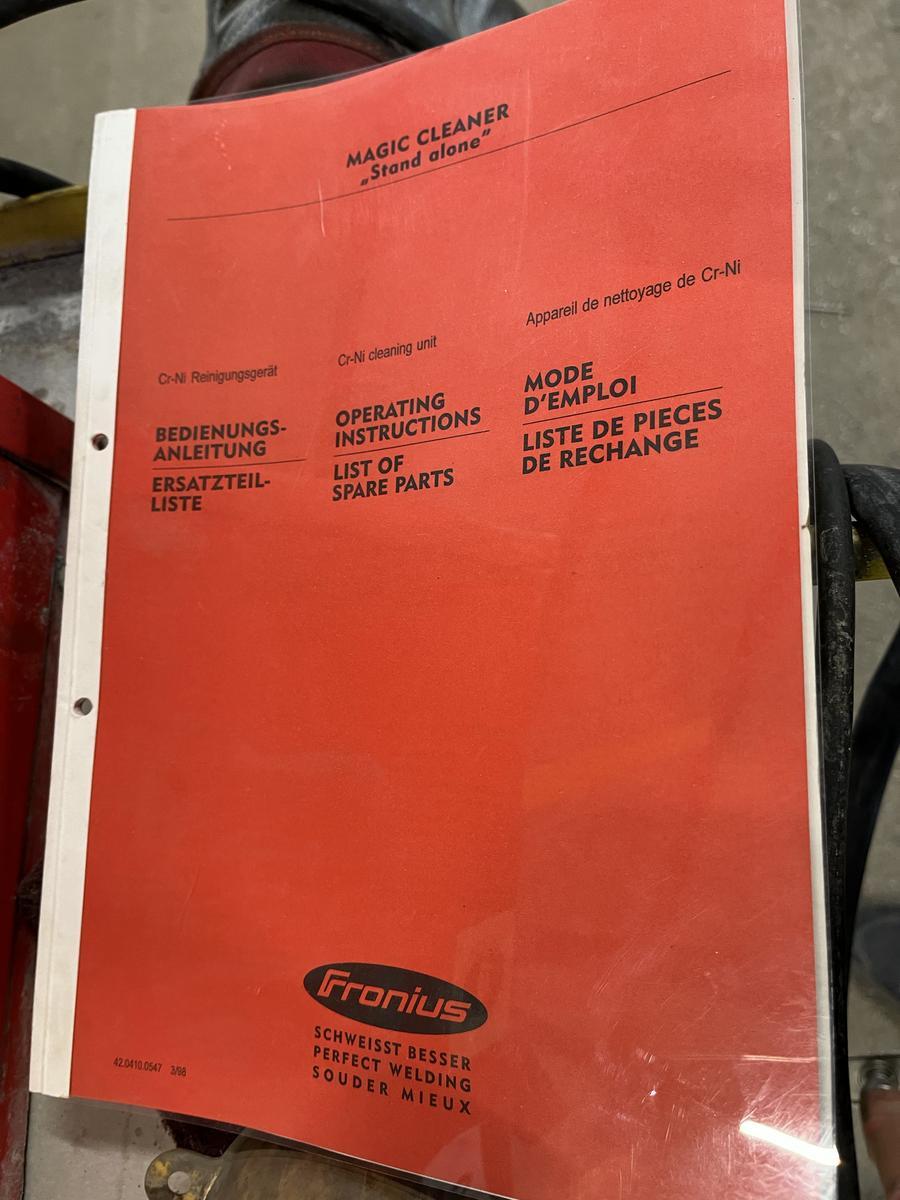 MAGIC CLEANER
„Stand alone“
Cr-Ni Reinigungsgerät
BEDIENUNGS-
ANLEITUNG
ERSATZTEIL-
LISTE
Cr-Ni cleaning unit
OPERATING
INSTRUCTIONS
LIST OF
SPARE PARTS
Appareil de nettoyage de Cr-Ni
MODE
D‘EMPLOI
LISTE DE PIECES
DE RECHANGE
Fronius
SCHWEISST BESSER
PERFECT WELDING
SOUDER MIEUX
42.0410.0547 3/98